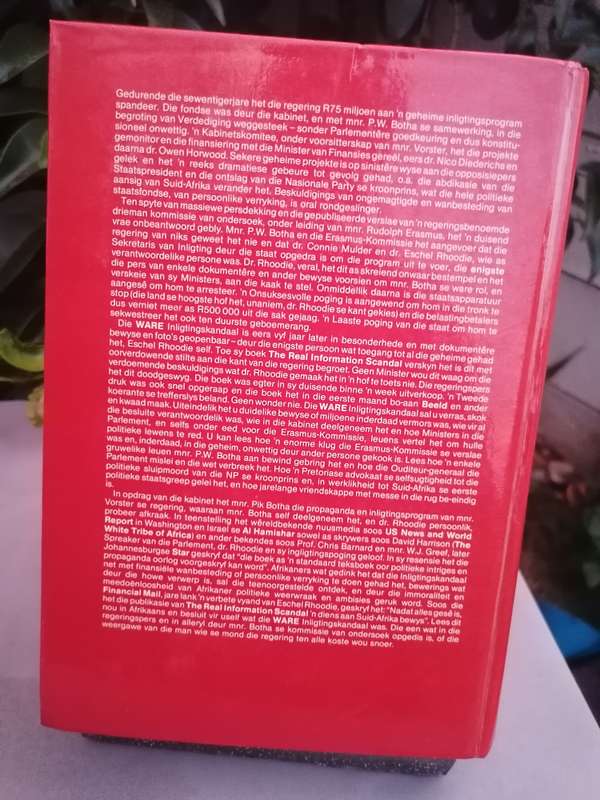 Gedurende die sewentigerjare het die regering R75 miljoen aan 'n geheime inligtingsprogram
spandeer. Die fondse was deur die kabinet, en met mnr. P.W. Botha se samewerking, in die
begroting van Verdediging weggesteek – sonder Parlementêre goedkeuring en dus konstitu-
sioneel onwettig. 'n Kabinetskomitee, onder voorsitterskap van mnr. Vorster, het die projekte
gemonitor en die finansiering met die Minister van Finansies gereël, eers dr. Nico Diederichs en
daarna dr. Owen Horwood. Sekere geheime projekte is op sinistêre wyse aan die opposisiepers
gelek en het 'n reeks dramatiese gebeure tot gevolg gehad, o.a. die abdikasie van die
Staatspresident en die ontslag van die Nasionale Party se kroonprins, wat die hele politieke
aansig van Suid-Afrika verander het. Beskuldigings van ongemagtigde en wanbesteding van
staatsfondse, van persoonlike verryking, is oral rondgeslinger.
Ten spyte van massiewe persdekking en die gepubliseerde verslae van 'n regeringsbenoemde
drieman kommissie van ondersoek, onder leiding van mnr. Rudolph Erasmus, het 'n duisend
vrae onbeantwoord gebly. Mnr. P.W. Botha en die Erasmus-Kommissie het aangevoer dat die
regering van niks geweet het nie en dat dr. Connie Mulder en dr. Eschel Rhoodie, wie as
Sekretaris van Inligting deur die staat opgedra is om die program uit te voer, die enigste
verantwoordelike persone was. Dr. Rhoodie, veral, het dit as skreiend onwaar bestempel en het
die pers van enkele dokumentêre en ander bewyse voorsien om mnr. Botha se ware rol, en
verskeie van sy Ministers, aan die kaak te stel. Onmiddellik daarna is die staatsapparatuur
aangesê om hom te arresteer. 'n Onsuksesvolle poging is aangewend om hom in die tronk te
stop (die land se hoogste hof het, unaniem, dr. Rhoodie se kant gekies) en die belastingbetalers
dus verniet meer as R500 000 uit die sak gejaag. 'n Laaste poging van die staat om hom te
sekwestreer het ook ten duurste geboemerang.
Die WARE Inligtingskandaal is eers vyf jaar later in besonderhede en met dokumentêre
bewyse en foto's geopenbaar – deur die enigste persoon wat toegang tot al die geheime gehad
het, Eschel Rhoodie self. Toe sy boek The Real Information Scandal verskyn het is dit met
oorverdowende stilte aan die kant van die regering begroet. Geen Minister wou dit waag om die
verdoemende beskuldigings wat dr. Rhoodie gemaak het in 'n hof te toets nie. Die regeringspers
het dit doodgeswyg. Die boek was egter in sy duisende binne 'n week uitverkoop. 'n Tweede
druk was ook snel opgeraap en die boek het in die eerste maand bo-aan Beeld en ander
koerante se trefferslys beland. Geen wonder nie. Die WARE Inligtingskandaal sal u verras, skok
en kwaad maak. Uiteindelik het u duidelike bewyse of miljoene inderdaad vermors was, wie vir al
die besluite verantwoordelik was, wie in die kabinet deelgeneem het en hoe Ministers in die
Parlement, en selfs onder eed voor die Erasmus-Kommissie, leuens vertel het om hulle
politieke lewens te red. U kan lees hoe 'n enorme klug die Erasmus-Kommissie se verslae
was en, inderdaad, in die geheim, onwettig deur ander persone gekook is. Lees hoe 'n enkele
gruwelike leuen mnr. P.W. Botha aan bewind gebring het en hoe die Ouditeur-generaal die
Parlement mislei en die wet verbreek het. Hoe 'n Pretoriase advokaat se selfsugtigheid tot die
politieke sluipmoord van die NP se kroonprins en, in werklikheid tot Suid-Afrika se eerste
politieke staatsgreep gelei het, en hoe jarelange vriendskappe met messe in die rug be-eindig
is.
In opdrag van die kabinet het mnr. Pik Botha die propaganda en inligtingsprogram van mnr.
Vorster se regering, waaraan mnr. Botha self deelgeneem het, en dr. Rhoodie persoonlik,
probeer afkraak. In teenstelling het wêreldbekende nuusmedia soos US News and World
Report in Washington en Israel se Al Hamishar sowel as skrywers soos David Harrison (The
White Tribe of Africa) en ander bekendes soos Prof. Chris Barnard en mnr. W.J. Greef, later
Spreaker van die Parlement, dr. Rhoodie en sy ingligtingspoging geloof. In sy resensie het die
Johannesburgse Star geskryf dat "die boek as 'n standaard teksboek oor politieke intriges en
propaganda oorlog voorgeskryf kan word". Afrikaners wat gedink het dat die Inligtingskandaal
net met finansiële wanbesteding of persoonlike verryking te doen gehad het, bewerings wat
deur die howe verwerp is, sal die teenoorgestelde ontdek, en deur die immoraliteit en
meedoënloosheid van Afrikaner politieke weerwraak en ambisies geruk word. Soos die
Financial Mail, jare lank 'n verbete vyand van Eschel Rhoodie, geskryf het: "Nadat alles gesê is,
het die publikasie van The Real Information Scandal 'n diens aan Suid-Afrika bewys". Lees dit
nou in Afrikaans en besluit vir uself wat die WARE Inligtingskandaal was. Die een wat in die
regeringspers en in alleryl deur mnr. Botha se kommissie van ondersoek opgedis is, of die
weergawe van die man wie se mond die regering ten alle koste wou snoer.